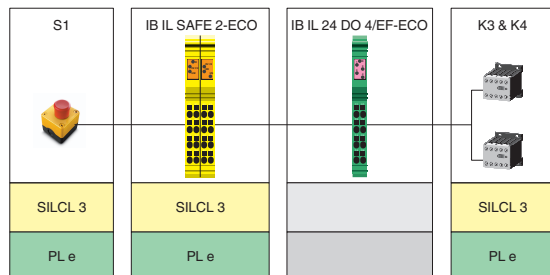 S1
IB IL SAFE 2-ECO
IB IL 24 DO 4/EF-ECO
K3 & K4
SILCL 3
SILCL 3
SILCL 3
PL e
PL e
PL e